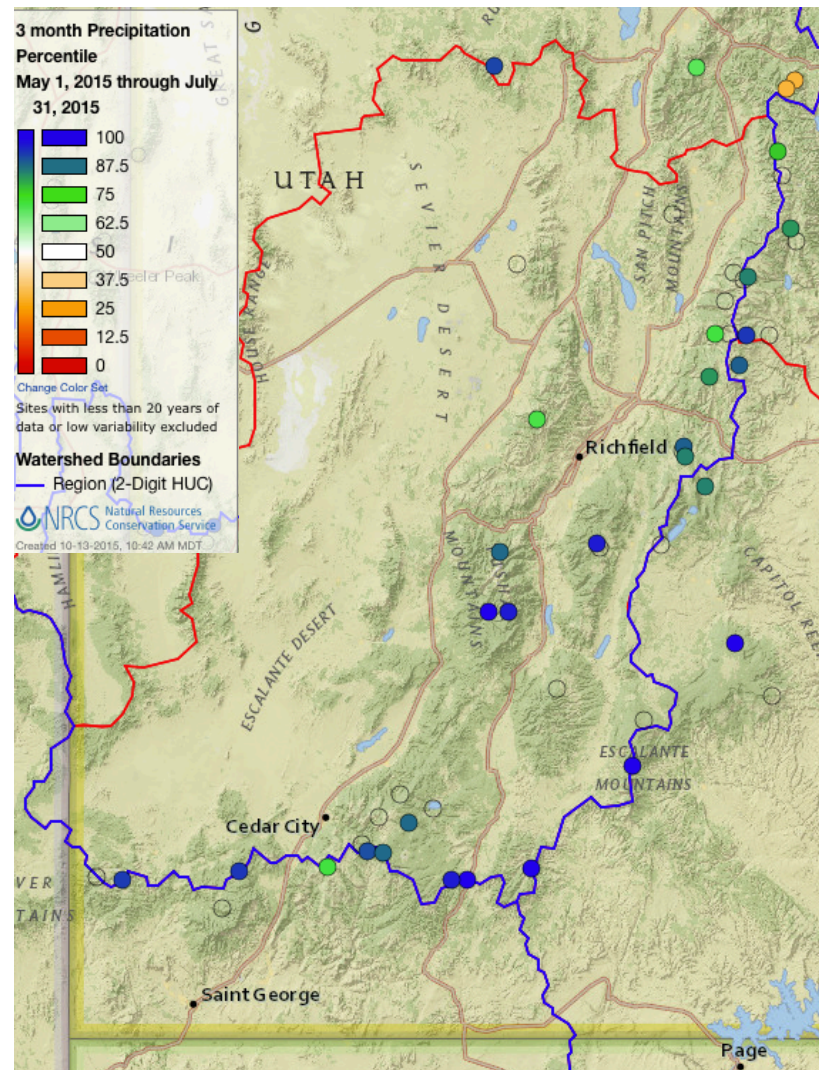 3 month Precipitation
Percentile
May 1, 2015 through July
31, 2015
100
87.5
75
62.5
50
37.5
25
12.5
0
Change Color Set
Sites with less than 20 years of
data or low variability excluded
Watershed Boundaries
Region (2-Digit HUC)
NRCS Natural Resources
Conservation Service
Created 10-13-2015, 10:42 AM MDT
UTAH
SEVIER DESERT
HOUSE RANGE
SAN PITCH
MOUNTAINS
Richfield
MOUNTAINS
CAPITOL REEF
ESCALANTE DESERT
ESCALANTE
MOUNTAINS
Cedar City
VER
TAINS
Saint George
Page